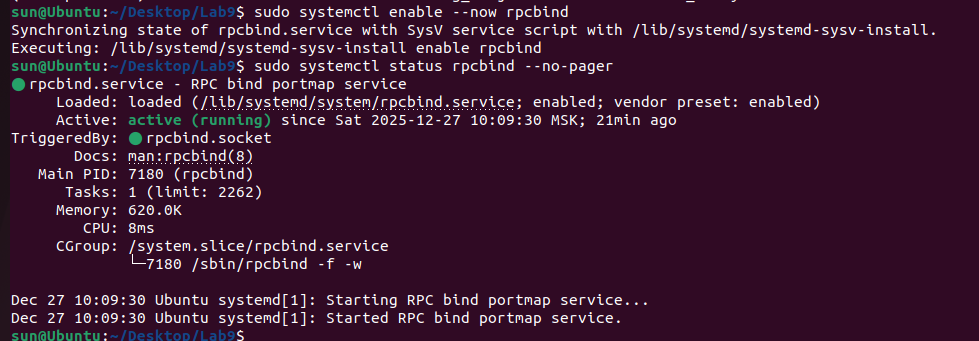 sun@Ubuntu:~/Desktop/Lab9$ sudo systemctl enable --now rpcbind
Synchronizing state of rpcbind.service with SysV service script with /lib/systemd/systemd-sysv-install.
Executing: /lib/systemd/systemd-sysv-install enable rpcbind
sun@Ubuntu:~/Desktop/Lab9$ sudo systemctl status rpcbind --no-pager
● rpcbind.service - RPC bind portmap service
     Loaded: loaded (/lib/systemd/system/rpcbind.service; enabled; vendor preset: enabled)
     Active: active (running) since Sat 2025-12-27 10:09:30 MSK; 21min ago
TriggeredBy: ● rpcbind.socket
       Docs: man:rpcbind(8)
   Main PID: 7180 (rpcbind)
      Tasks: 1 (limit: 2262)
     Memory: 620.0K
        CPU: 8ms
     CGroup: /system.slice/rpcbind.service
             └─7180 /sbin/rpcbind -f -w

Dec 27 10:09:30 Ubuntu systemd[1]: Starting RPC bind portmap service...
Dec 27 10:09:30 Ubuntu systemd[1]: Started RPC bind portmap service.
sun@Ubuntu:~/Desktop/Lab9$